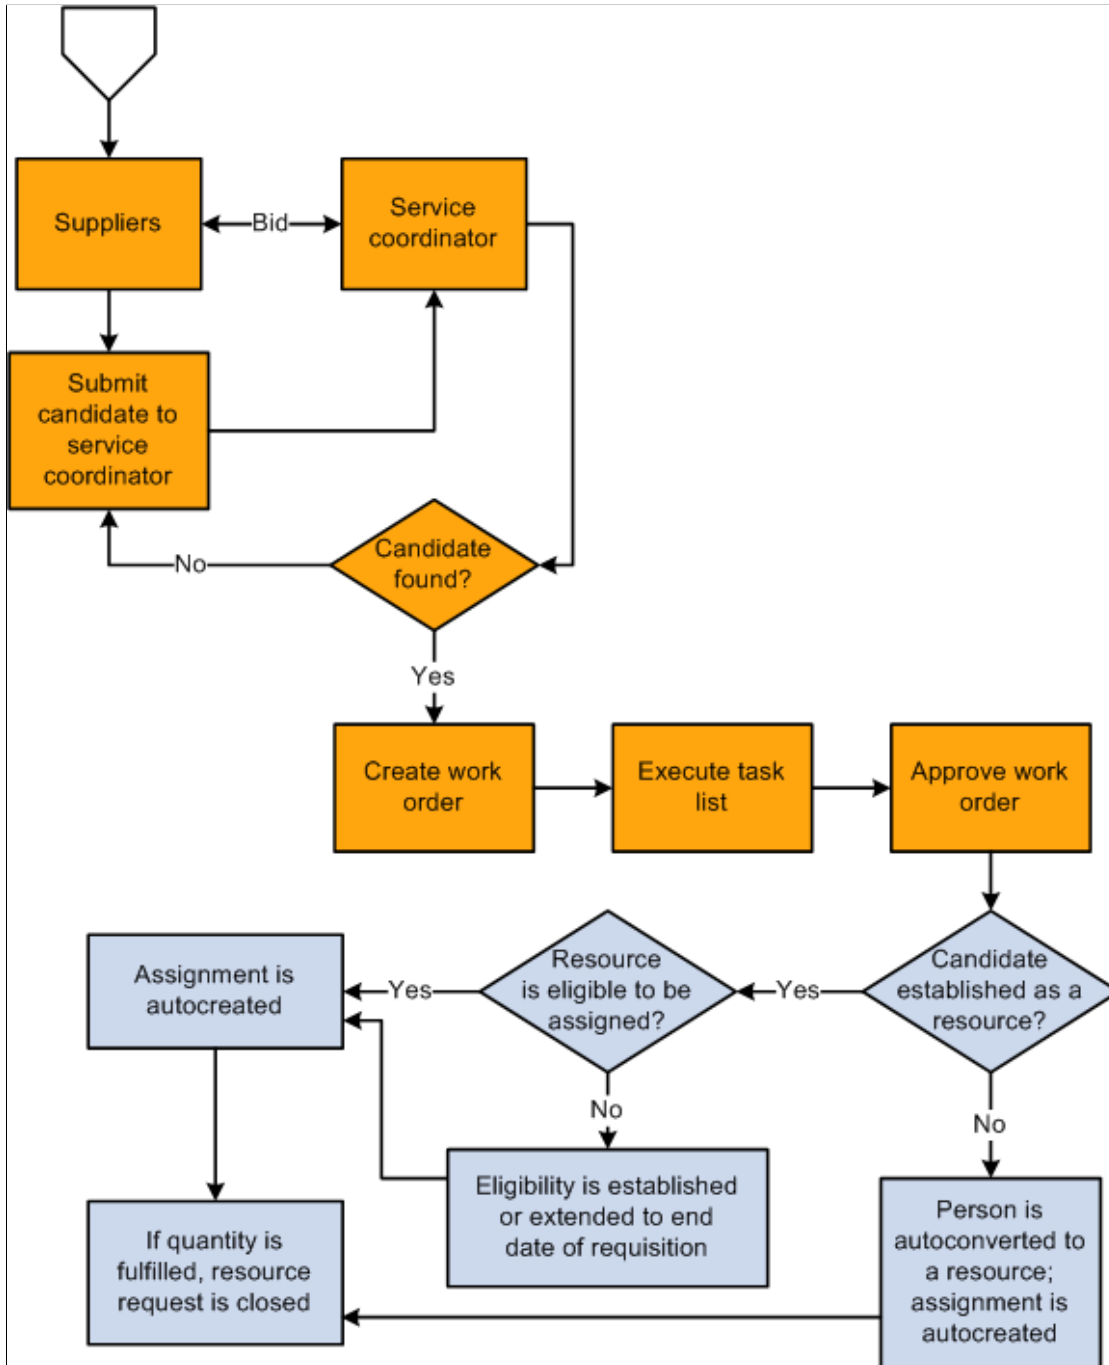 Suppliers
Bid
Service
coordinator
Submit
candidate to
service
coordinator
Candidate
found?
No
Yes
Create work
order
Execute task
list
Approve work
order
Assignment is
autocreated
Yes
Resource
is eligible to be
assigned?
Yes
Candidate
established as a
resource?
No
No
Eligibility is established
or extended to end
date of requisition
If quantity is
fulfilled, resource
request is closed
Person is
autoconverted to
a resource;
assignment is
autocreated